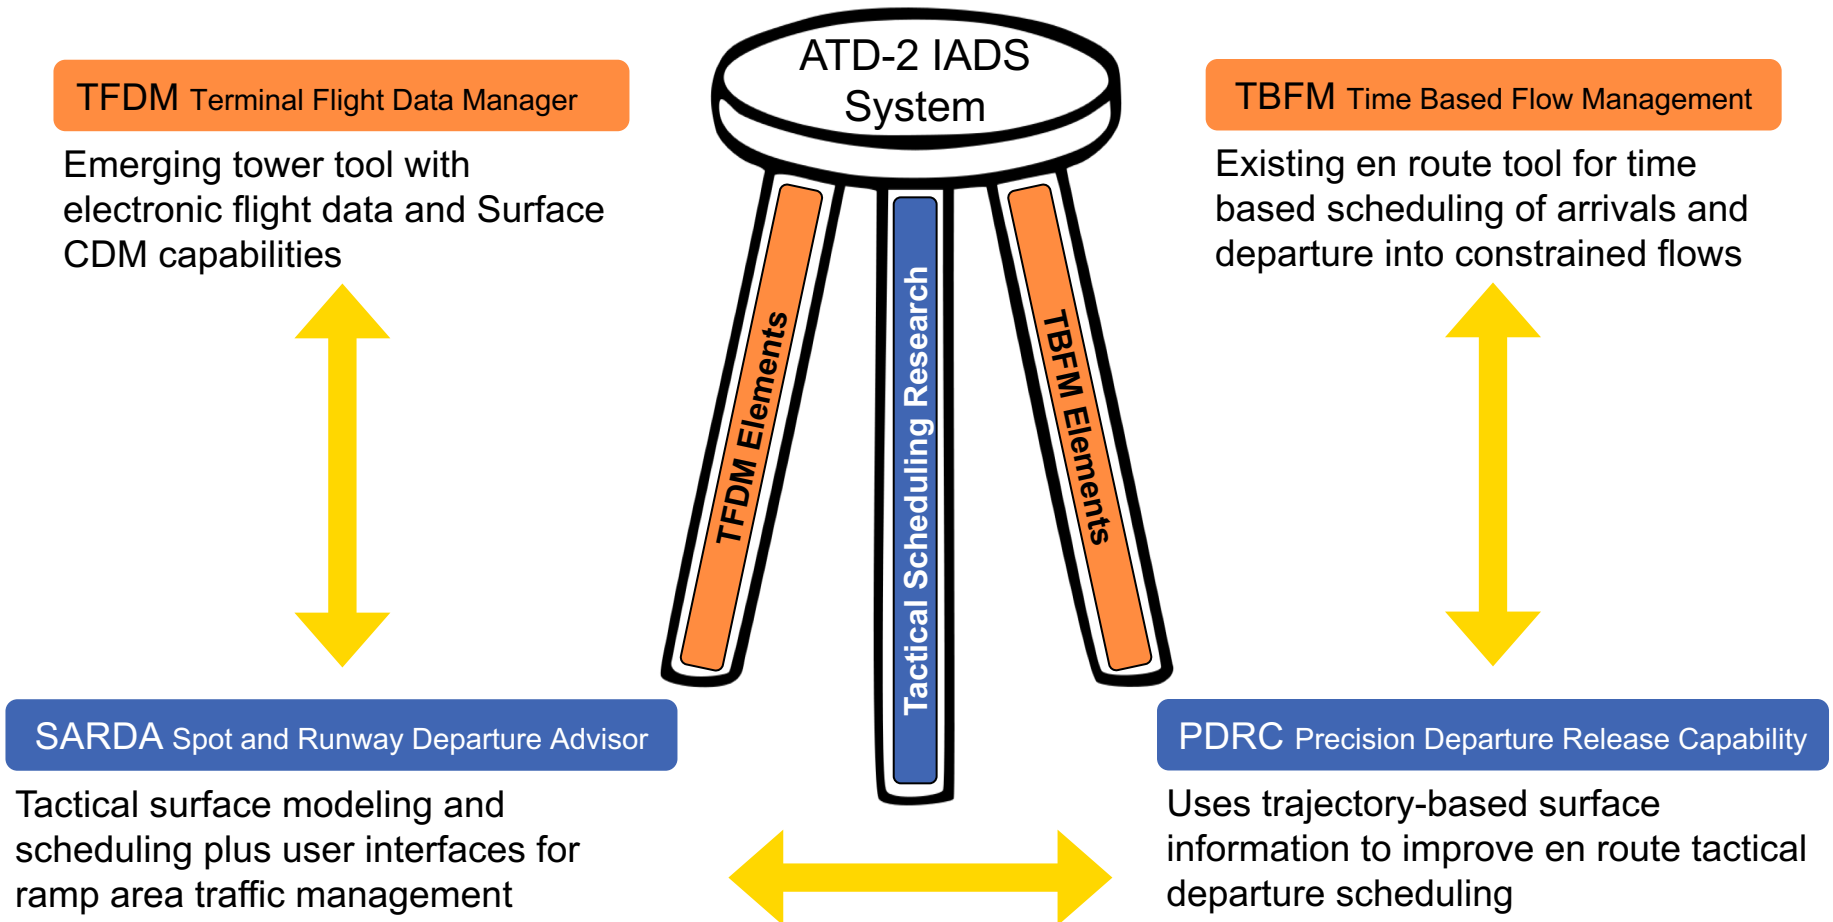 ATD-2 IADS
System
TFDM Terminal Flight Data Manager
Emerging tower tool with
electronic flight data and Surface
CDM capabilities
TBFM Time Based Flow Management
Existing en route tool for time
based scheduling of arrivals and
departure into constrained flows
TFDM Elements
Tactical Scheduling Research
TBFM Elements
SARDA Spot and Runway Departure Advisor
Tactical surface modeling and
scheduling plus user interfaces for
ramp area traffic management
PDRC Precision Departure Release Capability
Uses trajectory-based surface
information to improve en route tactical
departure scheduling